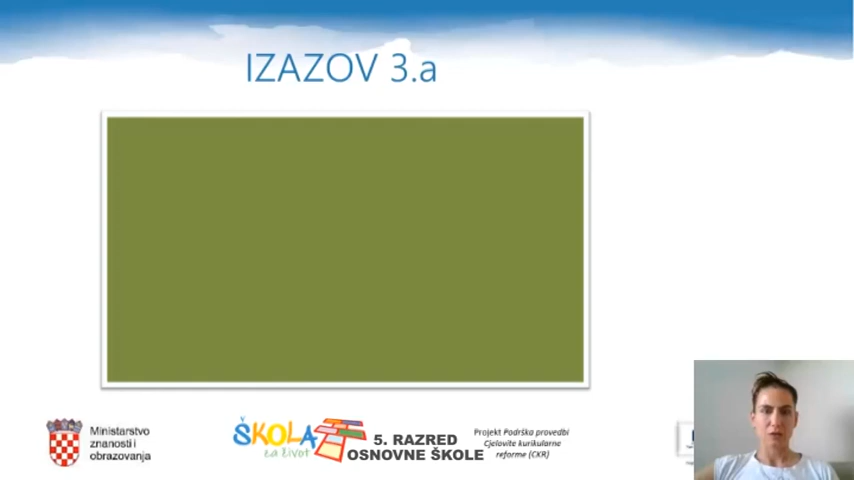 IZAZOV 3.a
Ministarstvo
znanosti i
obrazovanja
ŠKOLA
za život
5. RAZRED
OSNOVNE ŠKOLE
Projekt Podrška provedbi
Cjelovite kurikularne
reforme (CKR)